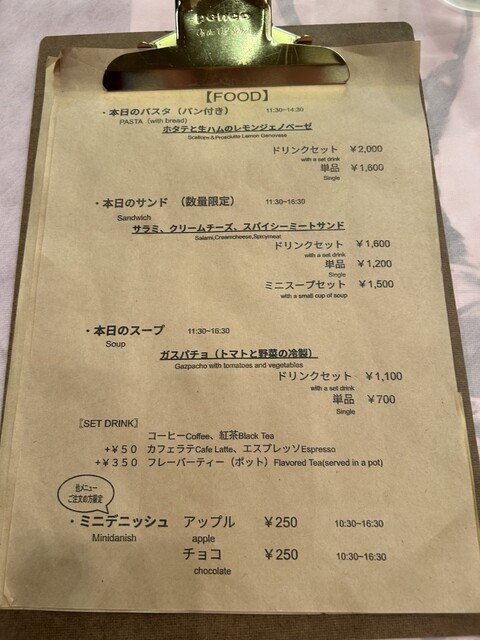 penco
【FOOD】
・本日のパスタ（パン付き） 11:30~14:30
PASTA (with bread)
ホタテと生ハムのレモンジェノベーゼ
Scallops & Prosciutto Lemon Genovese
ドリンクセット ￥2,000
with a set drink
単品 ￥1,600
Single
・本日のサンド （数量限定） 11:30~16:30
Sandwich
サラミ、クリームチーズ、スパイシーミートサンド
Salami,Creamcheese,Spicymeat
ドリンクセット ￥1,600
with a set drink
単品 ￥1,200
Single
ミニスープセット ￥1,500
with a small cup of soup
・本日のスープ 11:30~16:30
Soup
ガスパチョ（トマトと野菜の冷製）
Gazpacho with tomatoes and vegetables
ドリンクセット ￥1,100
with a set drink
単品 ￥700
Single
［SET DRINK］
コーヒーCoffee、紅茶Black Tea
+￥５０ カフェラテCafe Latte、エスプレッソEspresso
+￥３５０ フレーバーティー（ポット）Flavored Tea(served in a pot)
他メニュー
ご注文の方限定
・ミニデニッシュ アップル ￥250 10:30~16:30
Minidanish apple
チョコ ￥250 10:30~16:30
chocolate